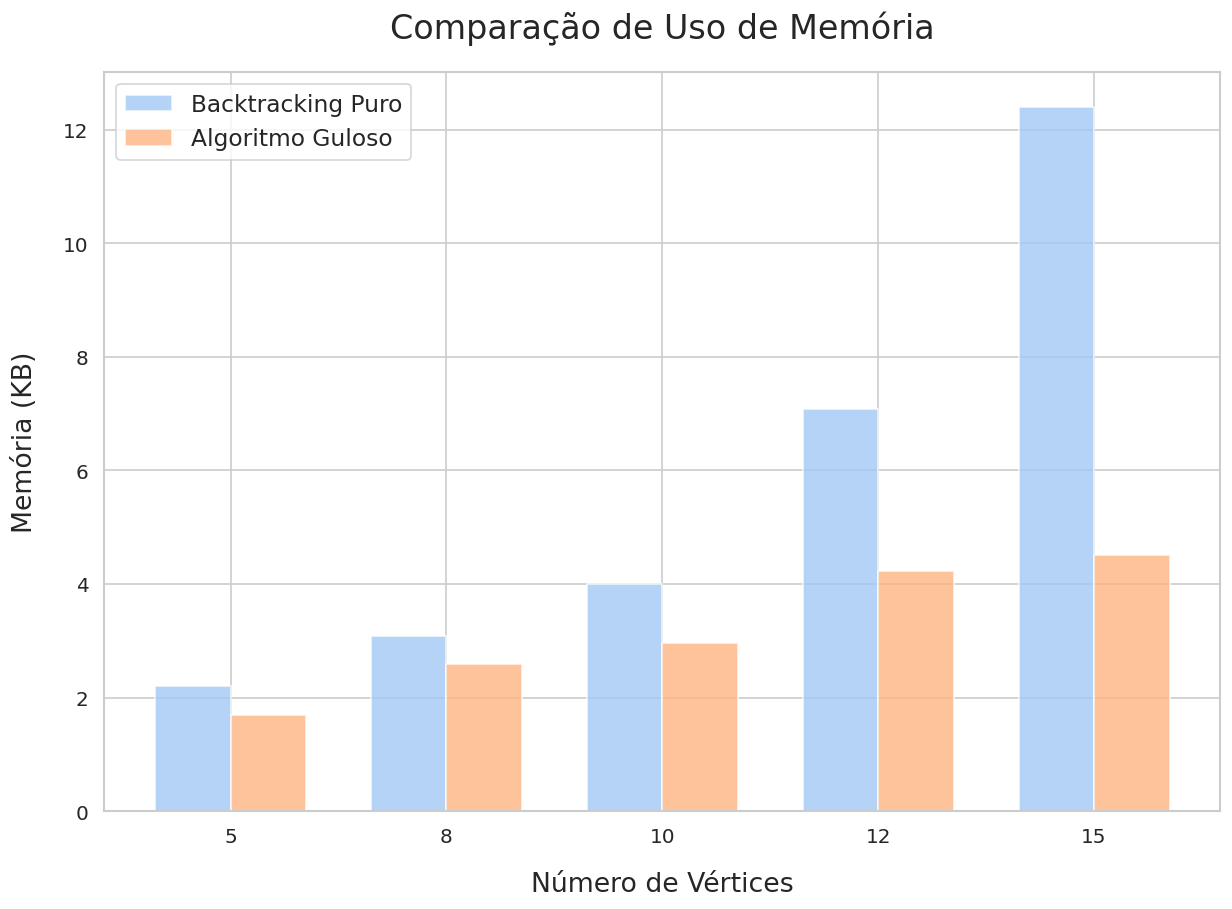 Comparação de Uso de Memória
Backtracking Puro
Algoritmo Guloso
Memória (KB)
12
10
8
6
4
2
0
5 8 10 12 15
Número de Vértices